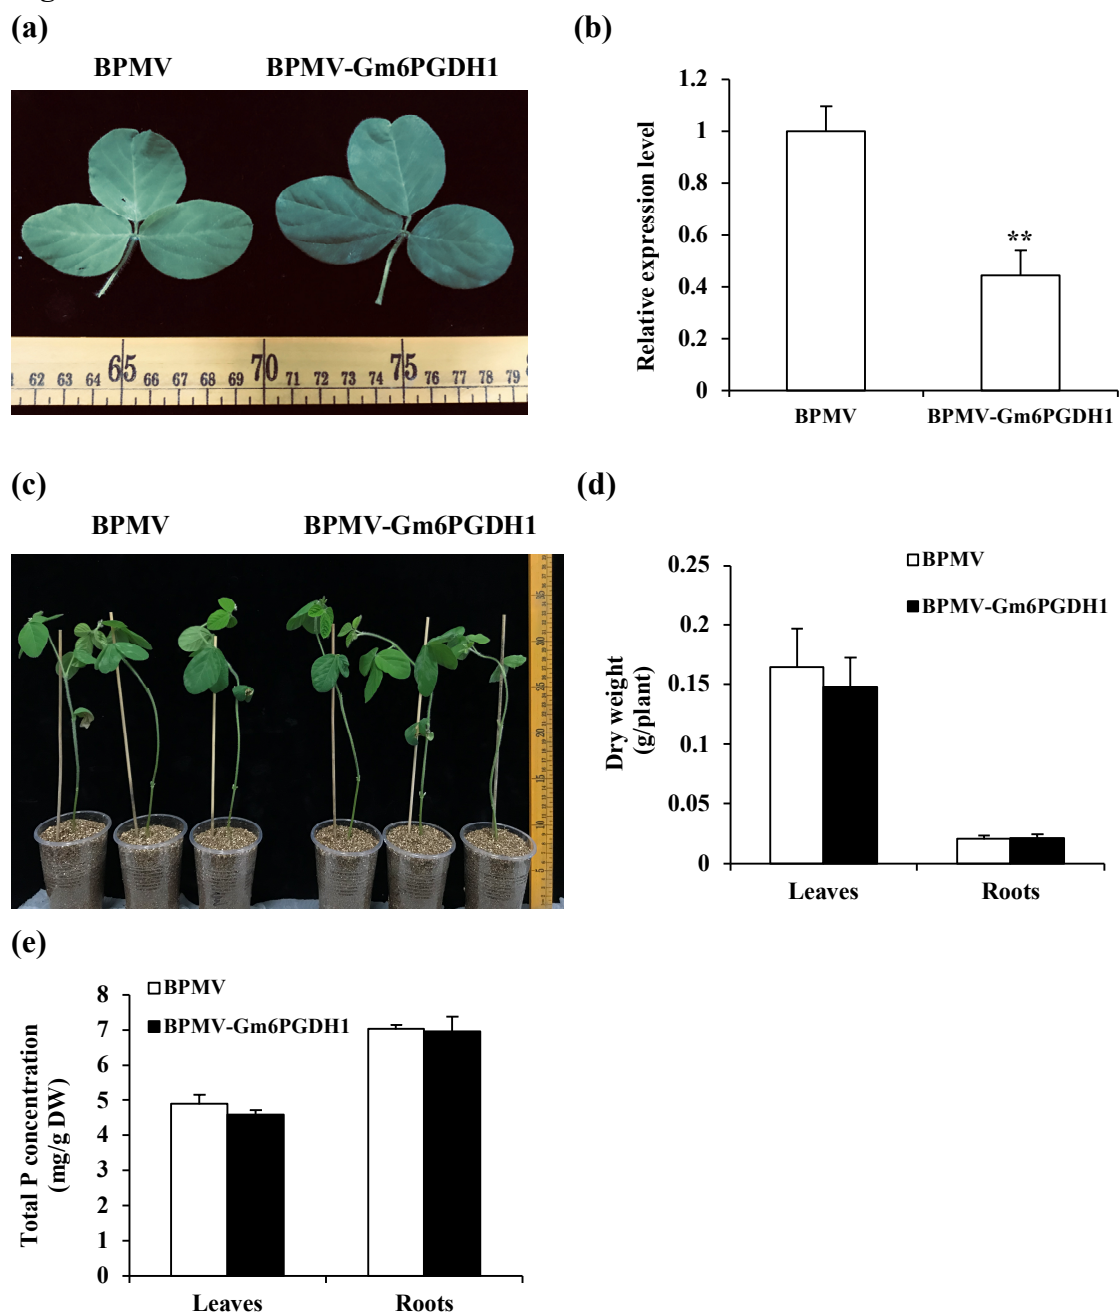 (a)
(b)
BPMV BPMV-Gm6PGDH1
65 70 75
62 63 64 66 67 68 69 71 72 73 74 76 77 78 79
Relative expression level
1.2
1
0.8
0.6
0.4
0.2
0
**
BPMV BPMV-Gm6PGDH1
(c)
(d)
BPMV BPMV-Gm6PGDH1
Dry weight
(g/plant)
0.25
0.2
0.15
0.1
0.05
0
BPMV
BPMV-Gm6PGDH1
Leaves Roots
(e)
Total P concentration
(mg/g DW)
8
7
6
5
4
3
2
1
0
BPMV
BPMV-Gm6PGDH1
Leaves Roots